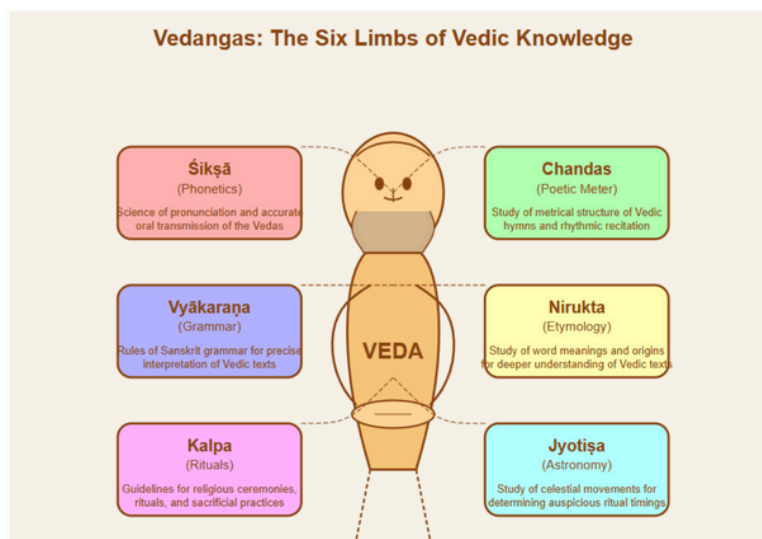 Vedangas: The Six Limbs of Vedic Knowledge
Śikṣā
(Phonetics)
Science of pronunciation and accurate
oral transmission of the Vedas
Chandas
(Poetic Meter)
Study of metrical structure of Vedic
hymns and rhythmic recitation
Vyākaraṇa
(Grammar)
Rules of Sanskrit grammar for precise
interpretation of Vedic texts
VEDA
Nirukta
(Etymology)
Study of word meanings and origins
for deeper understanding of Vedic texts
Kalpa
(Rituals)
Guidelines for religious ceremonies,
rituals, and sacrificial practices
Jyotiṣa
(Astronomy)
Study of celestial movements for
determining auspicious ritual timings